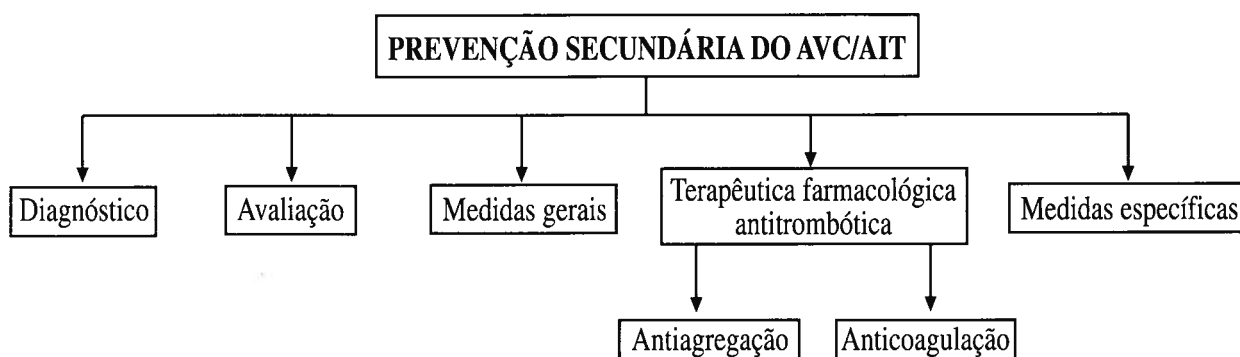 PREVENÇÃO SECUNDÁRIA DO AVC/AIT
Diagnóstico
Avaliação
Medidas gerais
Terapêutica farmacológica
antitrombótica
Medidas específicas
Antiagregação
Anticoagulação